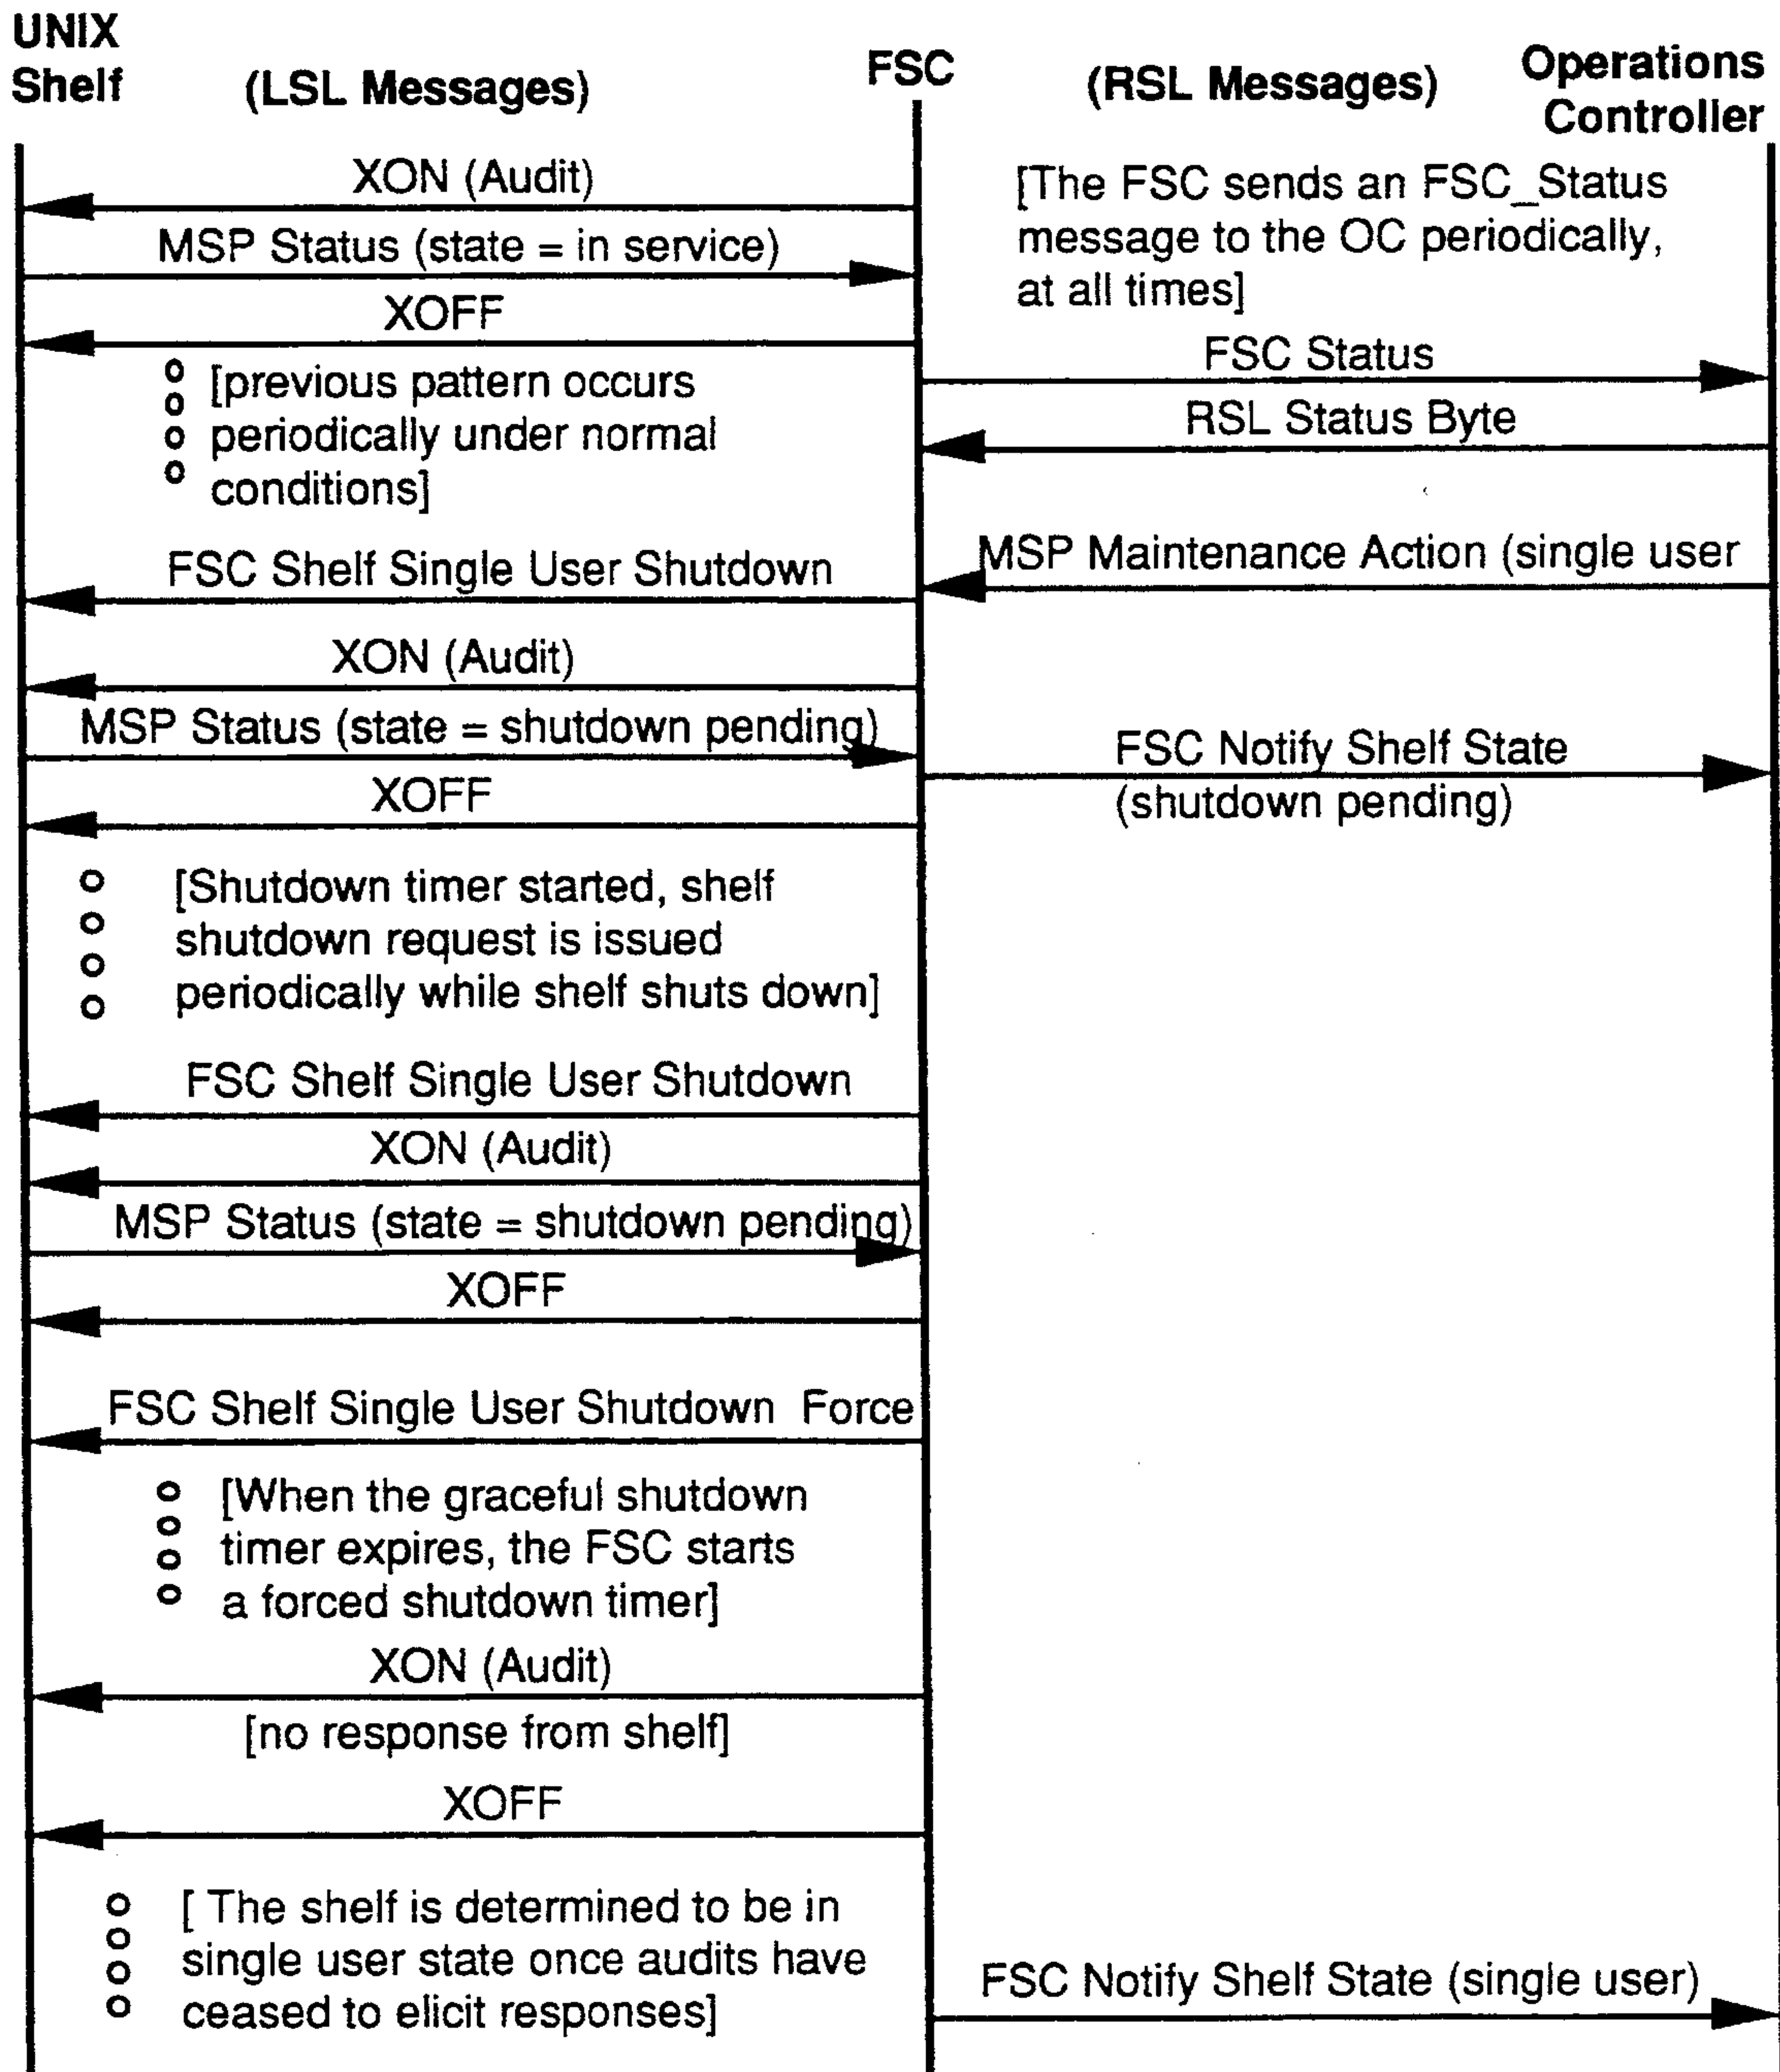 UNIX
Shelf
(LSL Messages)
FSC
(RSL Messages)
Operations
Controller
XON (Audit)
[The FSC sends an FSC_Status
message to the OC periodically,
at all times]
MSP Status (state = in service)
XOFF
FSC Status
[previous pattern occurs
periodically under normal
conditions]
RSL Status Byte
MSP Maintenance Action (single user
FSC Shelf Single User Shutdown
XON (Audit)
MSP Status (state = shutdown pending)
FSC Notify Shelf State
(shutdown pending)
XOFF
[Shutdown timer started, shelf
shutdown request is issued
periodically while shelf shuts down]
FSC Shelf Single User Shutdown
XON (Audit)
MSP Status (state = shutdown pending)
XOFF
FSC Shelf Single User Shutdown Force
[When the graceful shutdown
timer expires, the FSC starts
a forced shutdown timer]
XON (Audit)
[no response from shelf]
XOFF
[ The shelf is determined to be in
single user state once audits have
ceased to elicit responses]
FSC Notify Shelf State (single user)